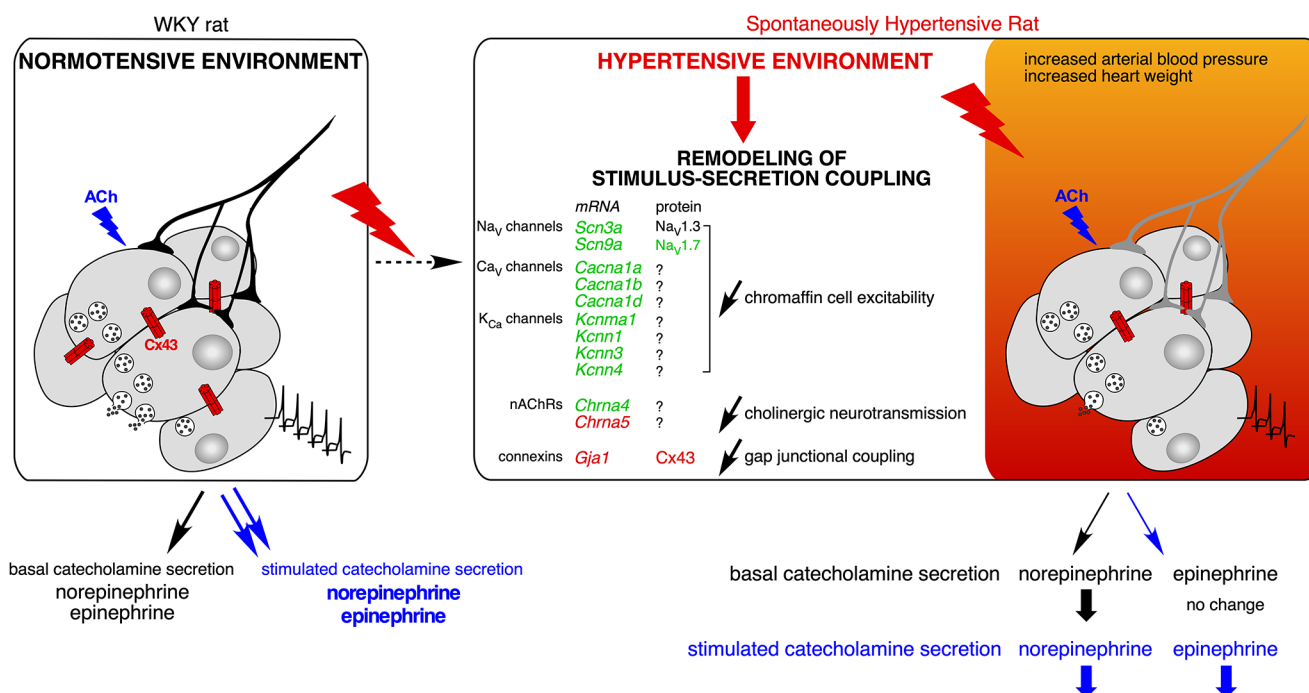 WKY rat
NORMOTENSIVE ENVIRONMENT
ACh
Cx43
basal catecholamine secretion
norepinephrine
epinephrine
stimulated catecholamine secretion
norepinephrine
epinephrine
Spontaneously Hypertensive Rat
HYPERTENSIVE ENVIRONMENT
REMODELING OF
STIMULUS-SECRETION COUPLING
mRNA protein
NaV channels Scn3a NaV1.3
Scn9a NaV1.7
CaV channels Cacna1a ?
Cacna1b ?
Cacna1d ?
KCa channels Kcnma1 ?
Kcnn1 ?
Kcnn3 ?
Kcnn4 ?
chromaffin cell excitability
nAChRs Chrna4 ?
Chrna5 ?
cholinergic neurotransmission
connexins Gja1 Cx43
gap junctional coupling
increased arterial blood pressure
increased heart weight
ACh
basal catecholamine secretion norepinephrine epinephrine
no change
stimulated catecholamine secretion norepinephrine epinephrine